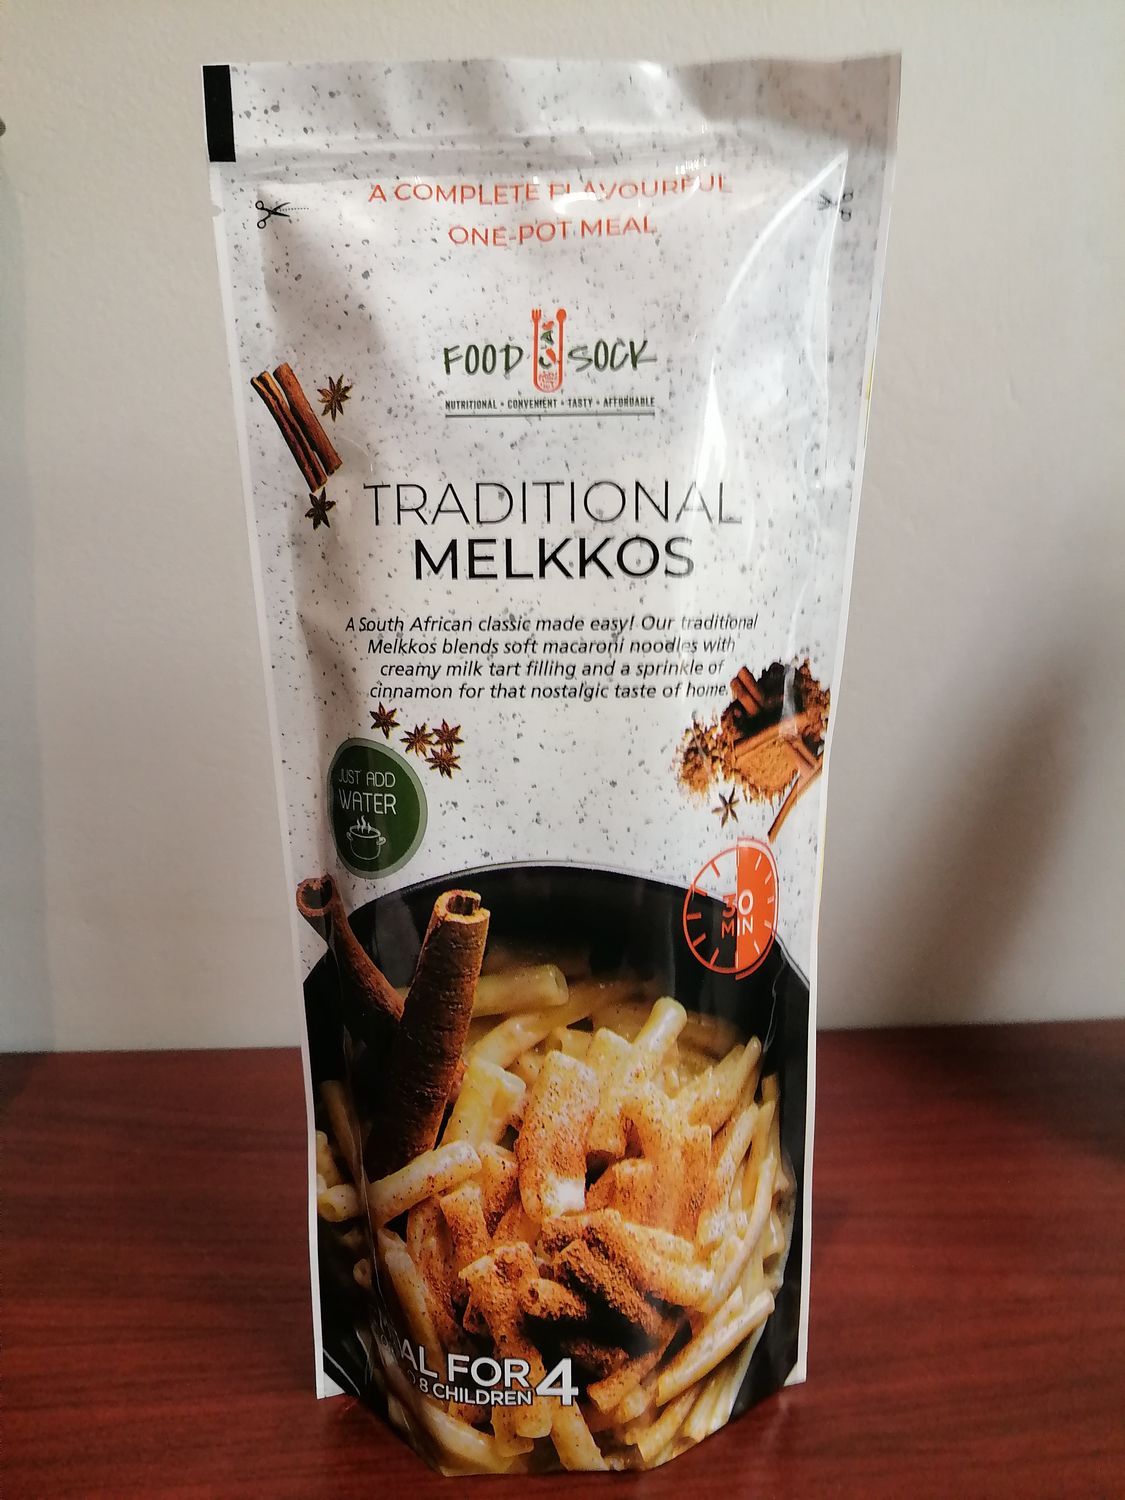 A COMPLETE FLAVOURFUL
ONE-POT MEAL
FOOD SOCK
NUTRITIONAL • CONVENIENT • TASTY • AFFORDABLE
TRADITIONAL
MELKKOS
A South African classic made easy! Our traditional
Melkkos blends soft macaroni noodles with
creamy milk tart filling and a sprinkle of
cinnamon for that nostalgic taste of home.
JUST ADD
WATER
30
MIN
FOR 4
8 CHILDREN